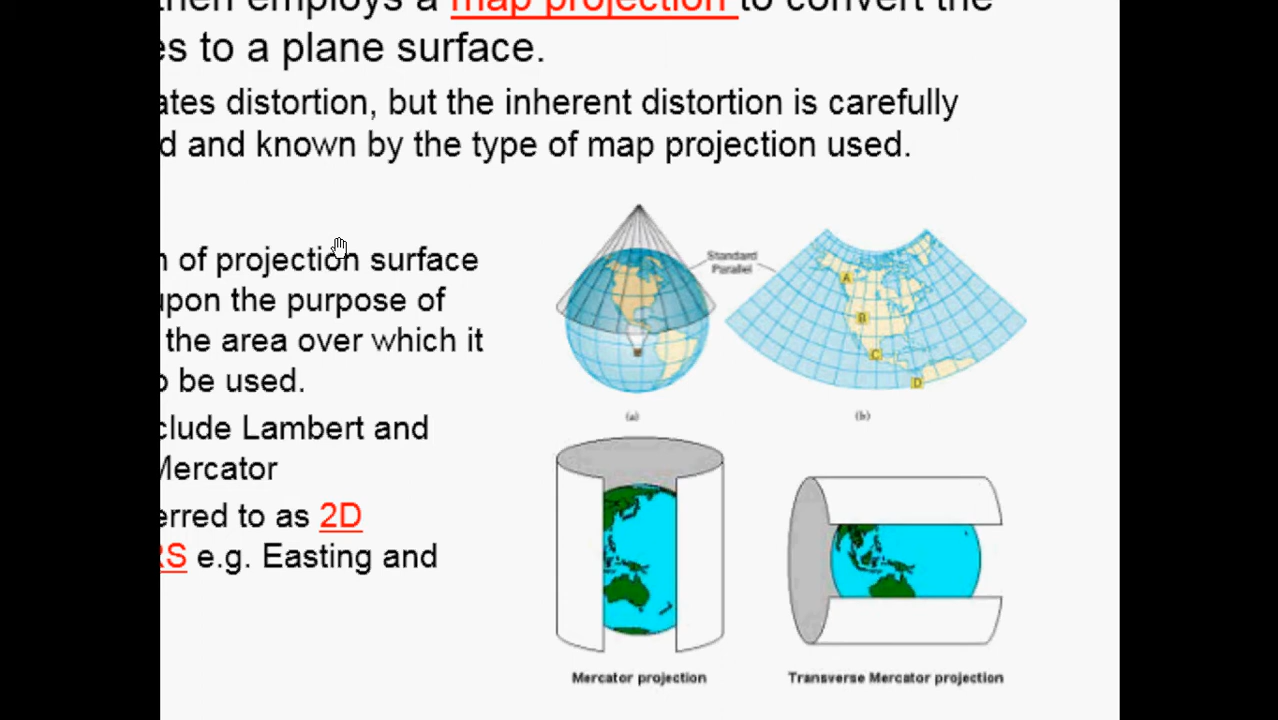 then employs a map projection to convert the
es to a plane surface.
ates distortion, but the inherent distortion is carefully
d and known by the type of map projection used.
n of projection surface
upon the purpose of
the area over which it
o be used.
clude Lambert and
Mercator
erred to as 2D
RS e.g. Easting and
Standard
Parallel
A
B
C
D
(a)
(b)
Mercator projection
Transverse Mercator projection